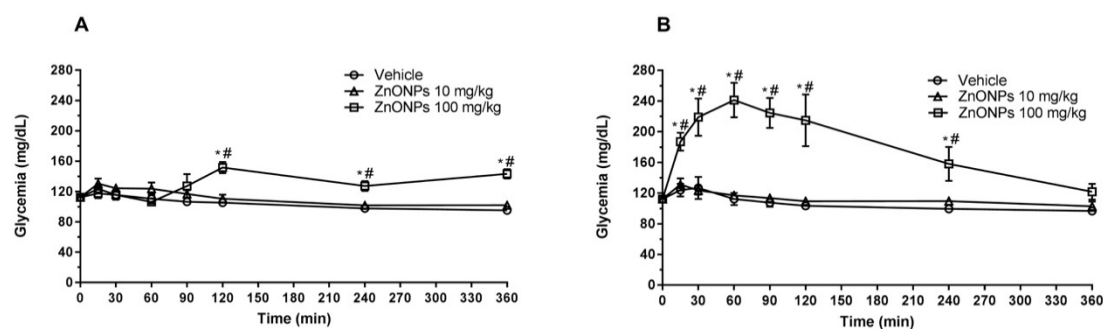 A
Vehicle
ZnONPs 10 mg/kg
ZnONPs 100 mg/kg
Glycemia (mg/dL)
280
240
200
160
120
80
40
0
*#
*#
*#
0 30 60 90 120 150 180 210 240 270 300 330 360
Time (min)
B
Vehicle
ZnONPs 10 mg/kg
ZnONPs 100 mg/kg
Glycemia (mg/dL)
280
240
200
160
120
80
40
0
*#
*#
*#
*#
*#
*#
0 30 60 90 120 150 180 210 240 270 300 330 360
Time (min)